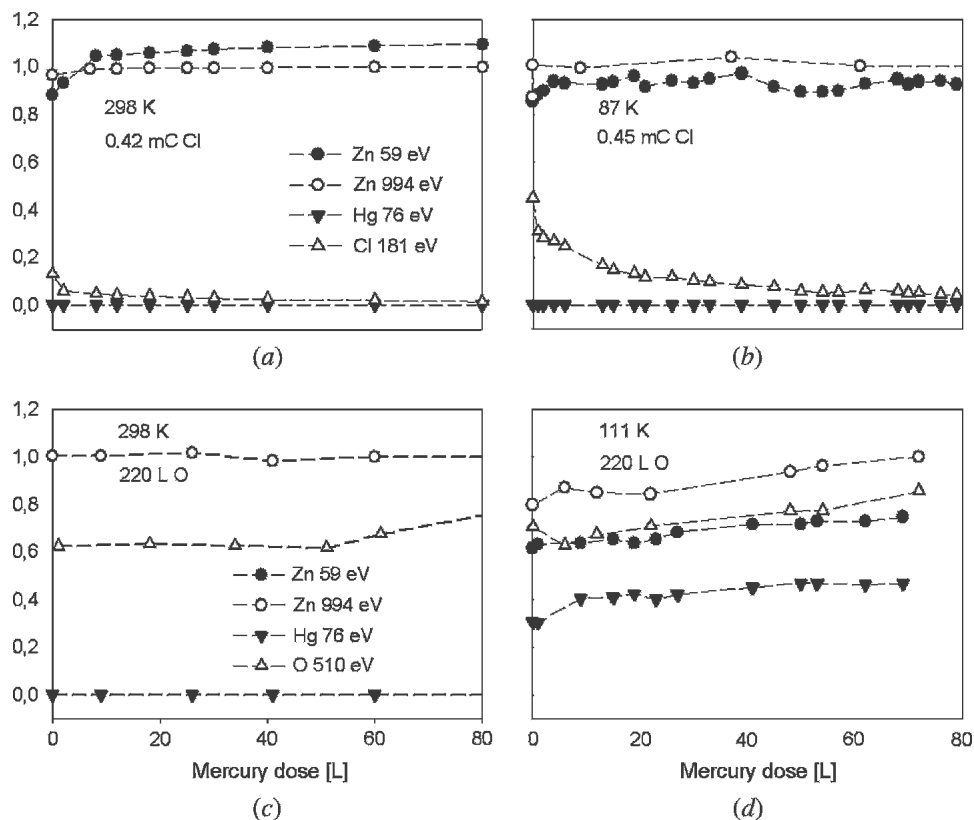 1,2
1,0
0,8
0,6
0,4
0,2
0,0
298 K
0.42 mC Cl
Zn 59 eV
Zn 994 eV
Hg 76 eV
Cl 181 eV
(a)
87 K
0.45 mC Cl
(b)
1,2
1,0
0,8
0,6
0,4
0,2
0,0
298 K
220 L O
Zn 59 eV
Zn 994 eV
Hg 76 eV
O 510 eV
0 20 40 60 80
Mercury dose [L]
(c)
111 K
220 L O
0 20 40 60 80
Mercury dose [L]
(d)